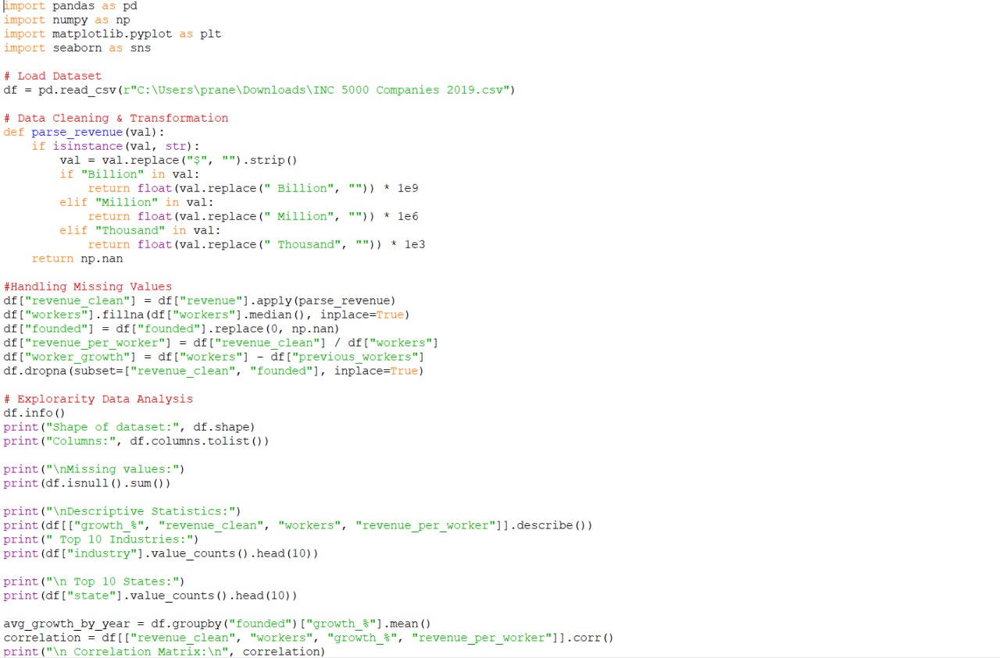 import pandas as pd
import numpy as np
import matplotlib.pyplot as plt
import seaborn as sns

# Load Dataset
df = pd.read_csv(r"C:\Users\prane\Downloads\INC 5000 Companies 2019.csv")

# Data Cleaning & Transformation
def parse_revenue(val):
    if isinstance(val, str):
        val = val.replace("$", "").strip()
        if "Billion" in val:
            return float(val.replace(" Billion", "")) * 1e9
        elif "Million" in val:
            return float(val.replace(" Million", "")) * 1e6
        elif "Thousand" in val:
            return float(val.replace(" Thousand", "")) * 1e3
    return np.nan

#Handling Missing Values
df["revenue_clean"] = df["revenue"].apply(parse_revenue)
df["workers"].fillna(df["workers"].median(), inplace=True)
df["founded"] = df["founded"].replace(0, np.nan)
df["revenue_per_worker"] = df["revenue_clean"] / df["workers"]
df["worker_growth"] = df["workers"] - df["previous_workers"]
df.dropna(subset=["revenue_clean", "founded"], inplace=True)

# Explorarity Data Analysis
df.info()
print("Shape of dataset:", df.shape)
print("Columns:", df.columns.tolist())

print("\nMissing values:")
print(df.isnull().sum())

print("\nDescriptive Statistics:")
print(df[["growth_%", "revenue_clean", "workers", "revenue_per_worker"]].describe())
print(" Top 10 Industries:")
print(df["industry"].value_counts().head(10))

print("\n Top 10 States:")
print(df["state"].value_counts().head(10))

avg_growth_by_year = df.groupby("founded")["growth_%"].mean()
correlation = df[["revenue_clean", "workers", "growth_%", "revenue_per_worker"]].corr()
print("\n Correlation Matrix:\n", correlation)